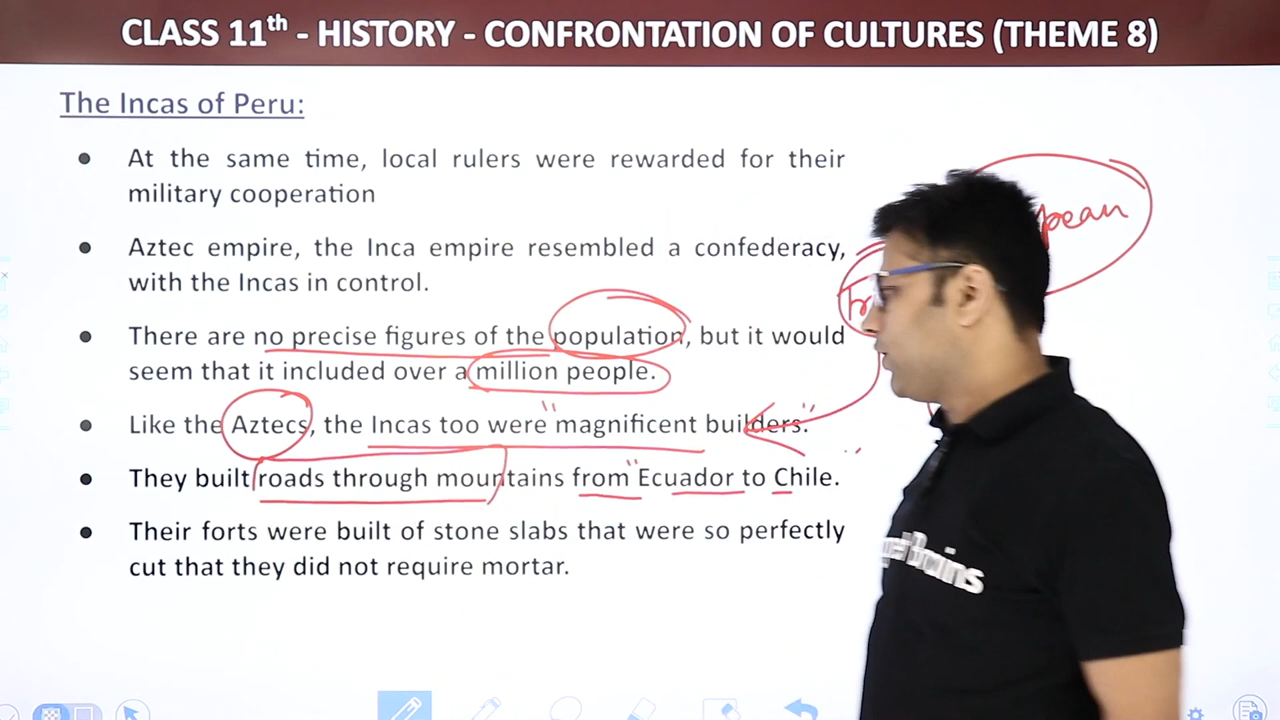 CLASS 11th - HISTORY - CONFRONTATION OF CULTURES (THEME 8)
The Incas of Peru:
● At the same time, local rulers were rewarded for their
military cooperation
● Aztec empire, the Inca empire resembled a confederacy,
with the Incas in control.
● There are no precise figures of the population, but it would
seem that it included over a million people.
● Like the Aztecs, the Incas too were magnificent builders.
● They built roads through mountains from Ecuador to Chile.
● Their forts were built of stone slabs that were so perfectly
cut that they did not require mortar.